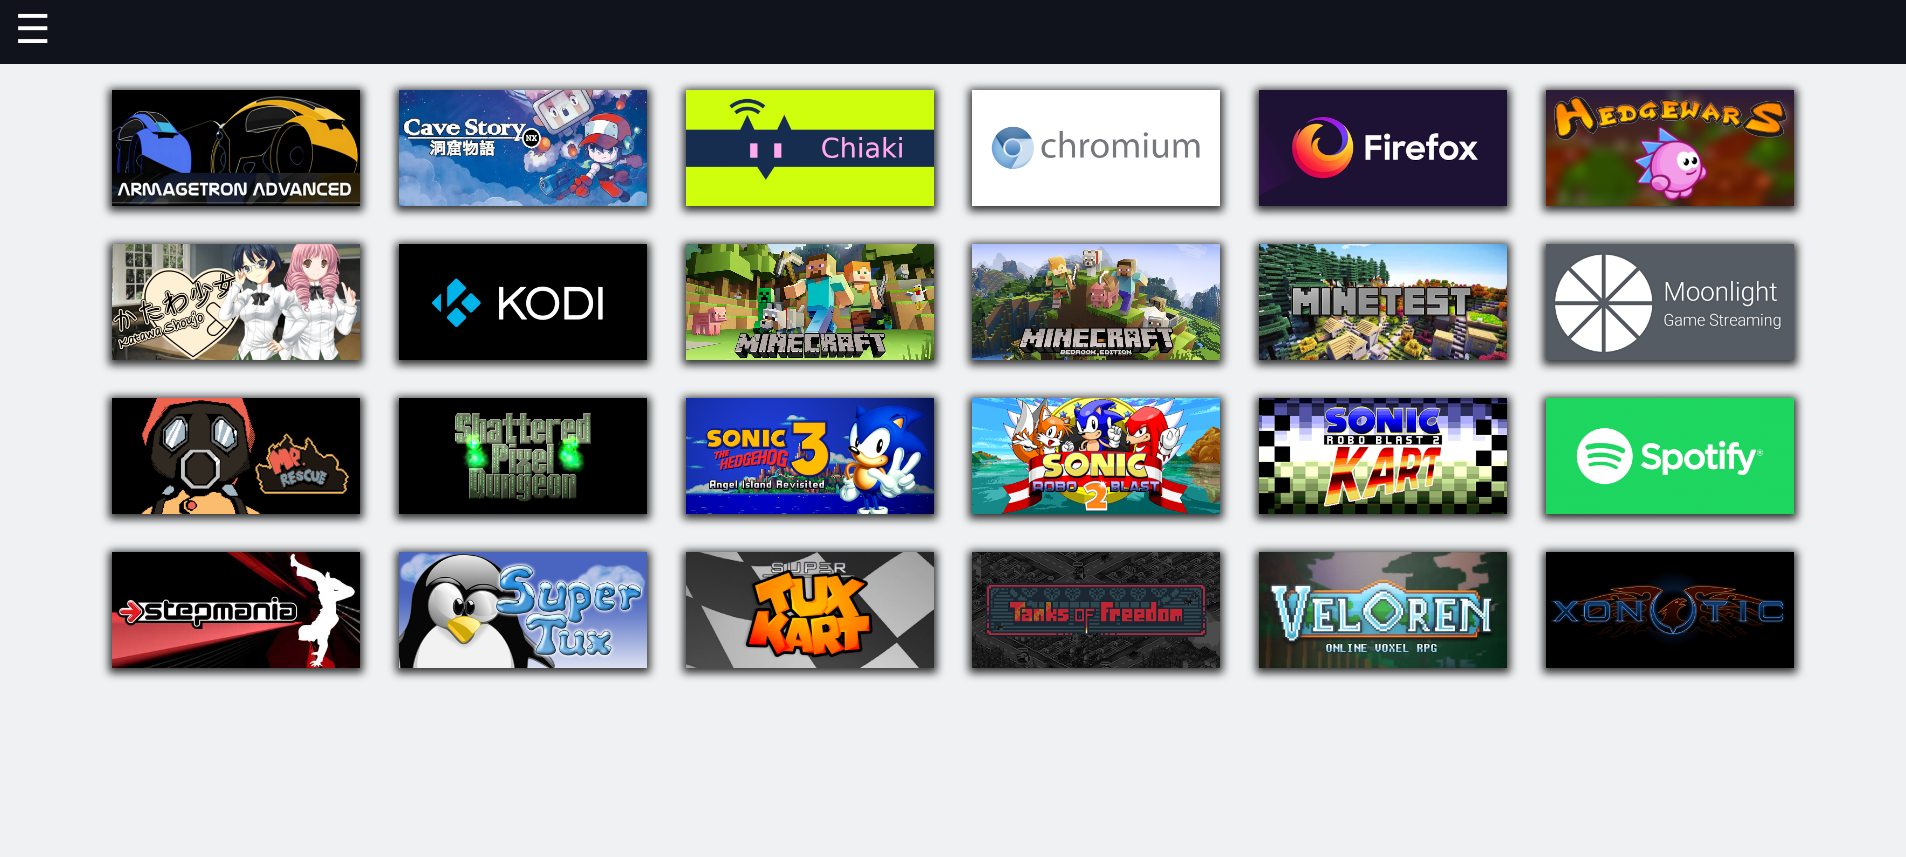 ARMAGETRON ADVANCED
Cave Story NX
洞窟物語
Chiaki
chromium
Firefox
HEDGEWARS
かたわ少女
Katawa Shoujo
KODI
MINECRAFT
MINECRAFT
BEDROCK EDITION
MINETEST
Moonlight
Game Streaming
MR.
RESCUE
Shattered
Pixel
Dungeon
SONIC
THE
HEDGEHOG 3
Angel Island Revisited
SONIC
ROBO BLAST
2
SONIC
ROBO BLAST 2
KART
Spotify®
stepmania
Super
Tux
SUPER
TUX
KART
Tanks of Freedom
VELOREN
ONLINE VOXEL RPG
XONOTIC